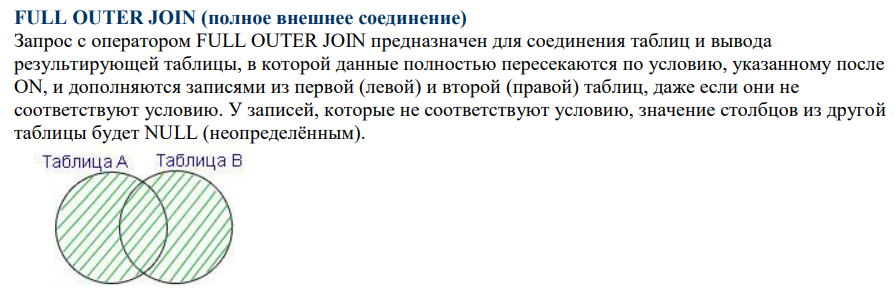 FULL OUTER JOIN (полное внешнее соединение)
Запрос с оператором FULL OUTER JOIN предназначен для соединения таблиц и вывода
результирующей таблицы, в которой данные полностью пересекаются по условию, указанному после
ON, и дополняются записями из первой (левой) и второй (правой) таблиц, даже если они не
соответствуют условию. У записей, которые не соответствуют условию, значение столбцов из другой
таблицы будет NULL (неопределённым).
Таблица A Таблица B